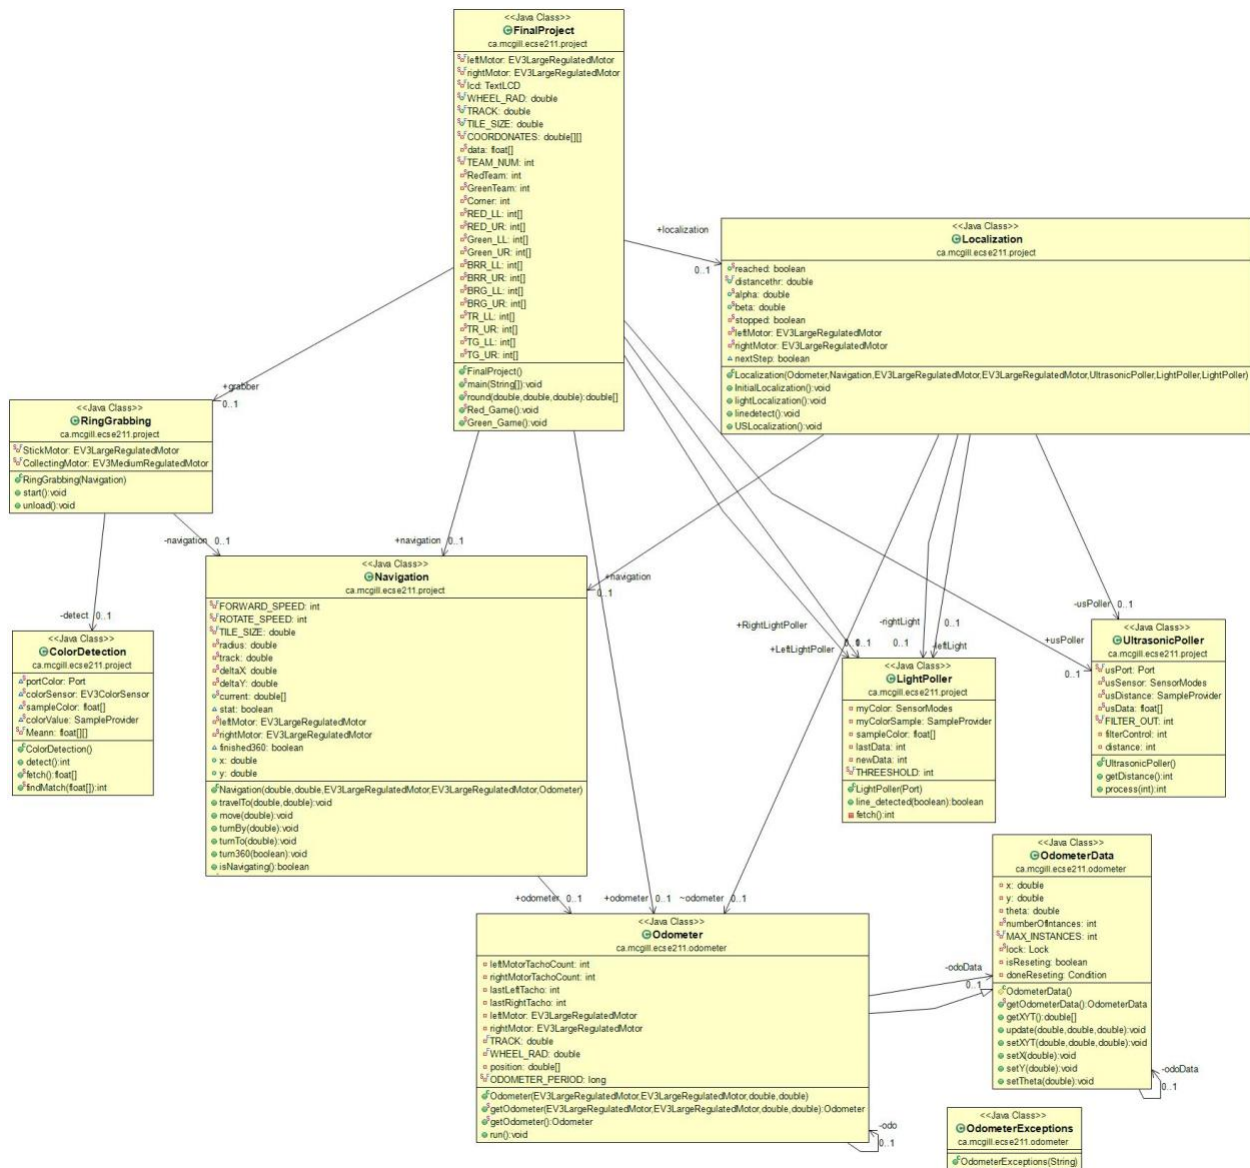 <<Java Class>>
FinalProject
ca.mcgill.ecse211.project
leftMotor: EV3LargeRegulatedMotor
rightMotor: EV3LargeRegulatedMotor
lcd: TextLCD
WHEEL_RAD: double
TRACK: double
TILE_SIZE: double
COORDONATES: double[][]
data: float[]
TEAM_NUM: int
RedTeam: int
GreenTeam: int
Corner: int
RED_LL: int[]
RED_UR: int[]
Green_LL: int[]
Green_UR: int[]
BRR_LL: int[]
BRR_UR: int[]
BRG_LL: int[]
BRG_UR: int[]
TR_LL: int[]
TR_UR: int[]
TG_LL: int[]
TG_UR: int[]
FinalProject()
main(String[]):void
round(double,double,double):double[]
Red_Game():void
Green_Game():void
+localization
0..1
<<Java Class>>
Localization
ca.mcgill.ecse211.project
reached: boolean
distancethr: double
alpha: double
beta: double
stopped: boolean
leftMotor: EV3LargeRegulatedMotor
rightMotor: EV3LargeRegulatedMotor
nextStep: boolean
Localization(Odometer,Navigation,EV3LargeRegulatedMotor,EV3LargeRegulatedMotor,UltrasonicPoller,LightPoller,LightPoller)
InitialLocalization():void
lightLocalization():void
linedetect():void
USLocalization():void
+grabber
0..1
<<Java Class>>
RingGrabbing
ca.mcgill.ecse211.project
StickMotor: EV3LargeRegulatedMotor
CollectingMotor: EV3MediumRegulatedMotor
RingGrabbing(Navigation)
start():void
unload():void
-navigation 0..1
+navigation 0..1
+navigation
0..1
-detect 0..1
<<Java Class>>
ColorDetection
ca.mcgill.ecse211.project
portColor: Port
colorSensor: EV3ColorSensor
sampleColor: float[]
colorValue: SampleProvider
Meann: float[][]
ColorDetection()
detect():int
fetch():float[]
findMatch(float[]):int
<<Java Class>>
Navigation
ca.mcgill.ecse211.project
FORWARD_SPEED: int
ROTATE_SPEED: int
TILE_SIZE: double
radius: double
track: double
deltaX: double
deltaY: double
current: double[]
stat: boolean
leftMotor: EV3LargeRegulatedMotor
rightMotor: EV3LargeRegulatedMotor
finished360: boolean
x: double
y: double
Navigation(double,double,EV3LargeRegulatedMotor,EV3LargeRegulatedMotor,Odometer)
travelTo(double,double):void
move(double):void
turnBy(double):void
turnTo(double):void
turn360(boolean):void
isNavigating():boolean
+RightLightPoller
0..1
+LeftLightPoller
0..1
-rightLight
0..1
-leftLight
0..1
-usPoller 0..1
+usPoller
0..1
<<Java Class>>
LightPoller
ca.mcgill.ecse211.project
myColor: SensorModes
myColorSample: SampleProvider
sampleColor: float[]
lastData: int
newData: int
THREESHOLD: int
LightPoller(Port)
line_detected(boolean):boolean
fetch():int
<<Java Class>>
UltrasonicPoller
ca.mcgill.ecse211.project
usPort: Port
usSensor: SensorModes
usDistance: SampleProvider
usData: float[]
FILTER_OUT: int
filterControl: int
distance: int
UltrasonicPoller()
getDistance():int
process(int):int
+odometer 0..1
+odometer 0..1
~odometer 0..1
<<Java Class>>
Odometer
ca.mcgill.ecse211.odometer
leftMotorTachoCount: int
rightMotorTachoCount: int
lastLeftTacho: int
lastRightTacho: int
leftMotor: EV3LargeRegulatedMotor
rightMotor: EV3LargeRegulatedMotor
TRACK: double
WHEEL_RAD: double
position: double[]
ODOMETER_PERIOD: long
Odometer(EV3LargeRegulatedMotor,EV3LargeRegulatedMotor,double,double)
getOdometer(EV3LargeRegulatedMotor,EV3LargeRegulatedMotor,double,double):Odometer
getOdometer():Odometer
run():void
-odo
0..1
-odoData
0..1
<<Java Class>>
OdometerData
ca.mcgill.ecse211.odometer
x: double
y: double
theta: double
numberOfIntances: int
MAX_INSTANCES: int
lock: Lock
isReseting: boolean
doneReseting: Condition
OdometerData()
getOdometerData():OdometerData
getXYT():double[]
update(double,double,double):void
setXYT(double,double,double):void
setX(double):void
setY(double):void
setTheta(double):void
-odoData
0..1
<<Java Class>>
OdometerExceptions
ca.mcgill.ecse211.odometer
OdometerExceptions(String)